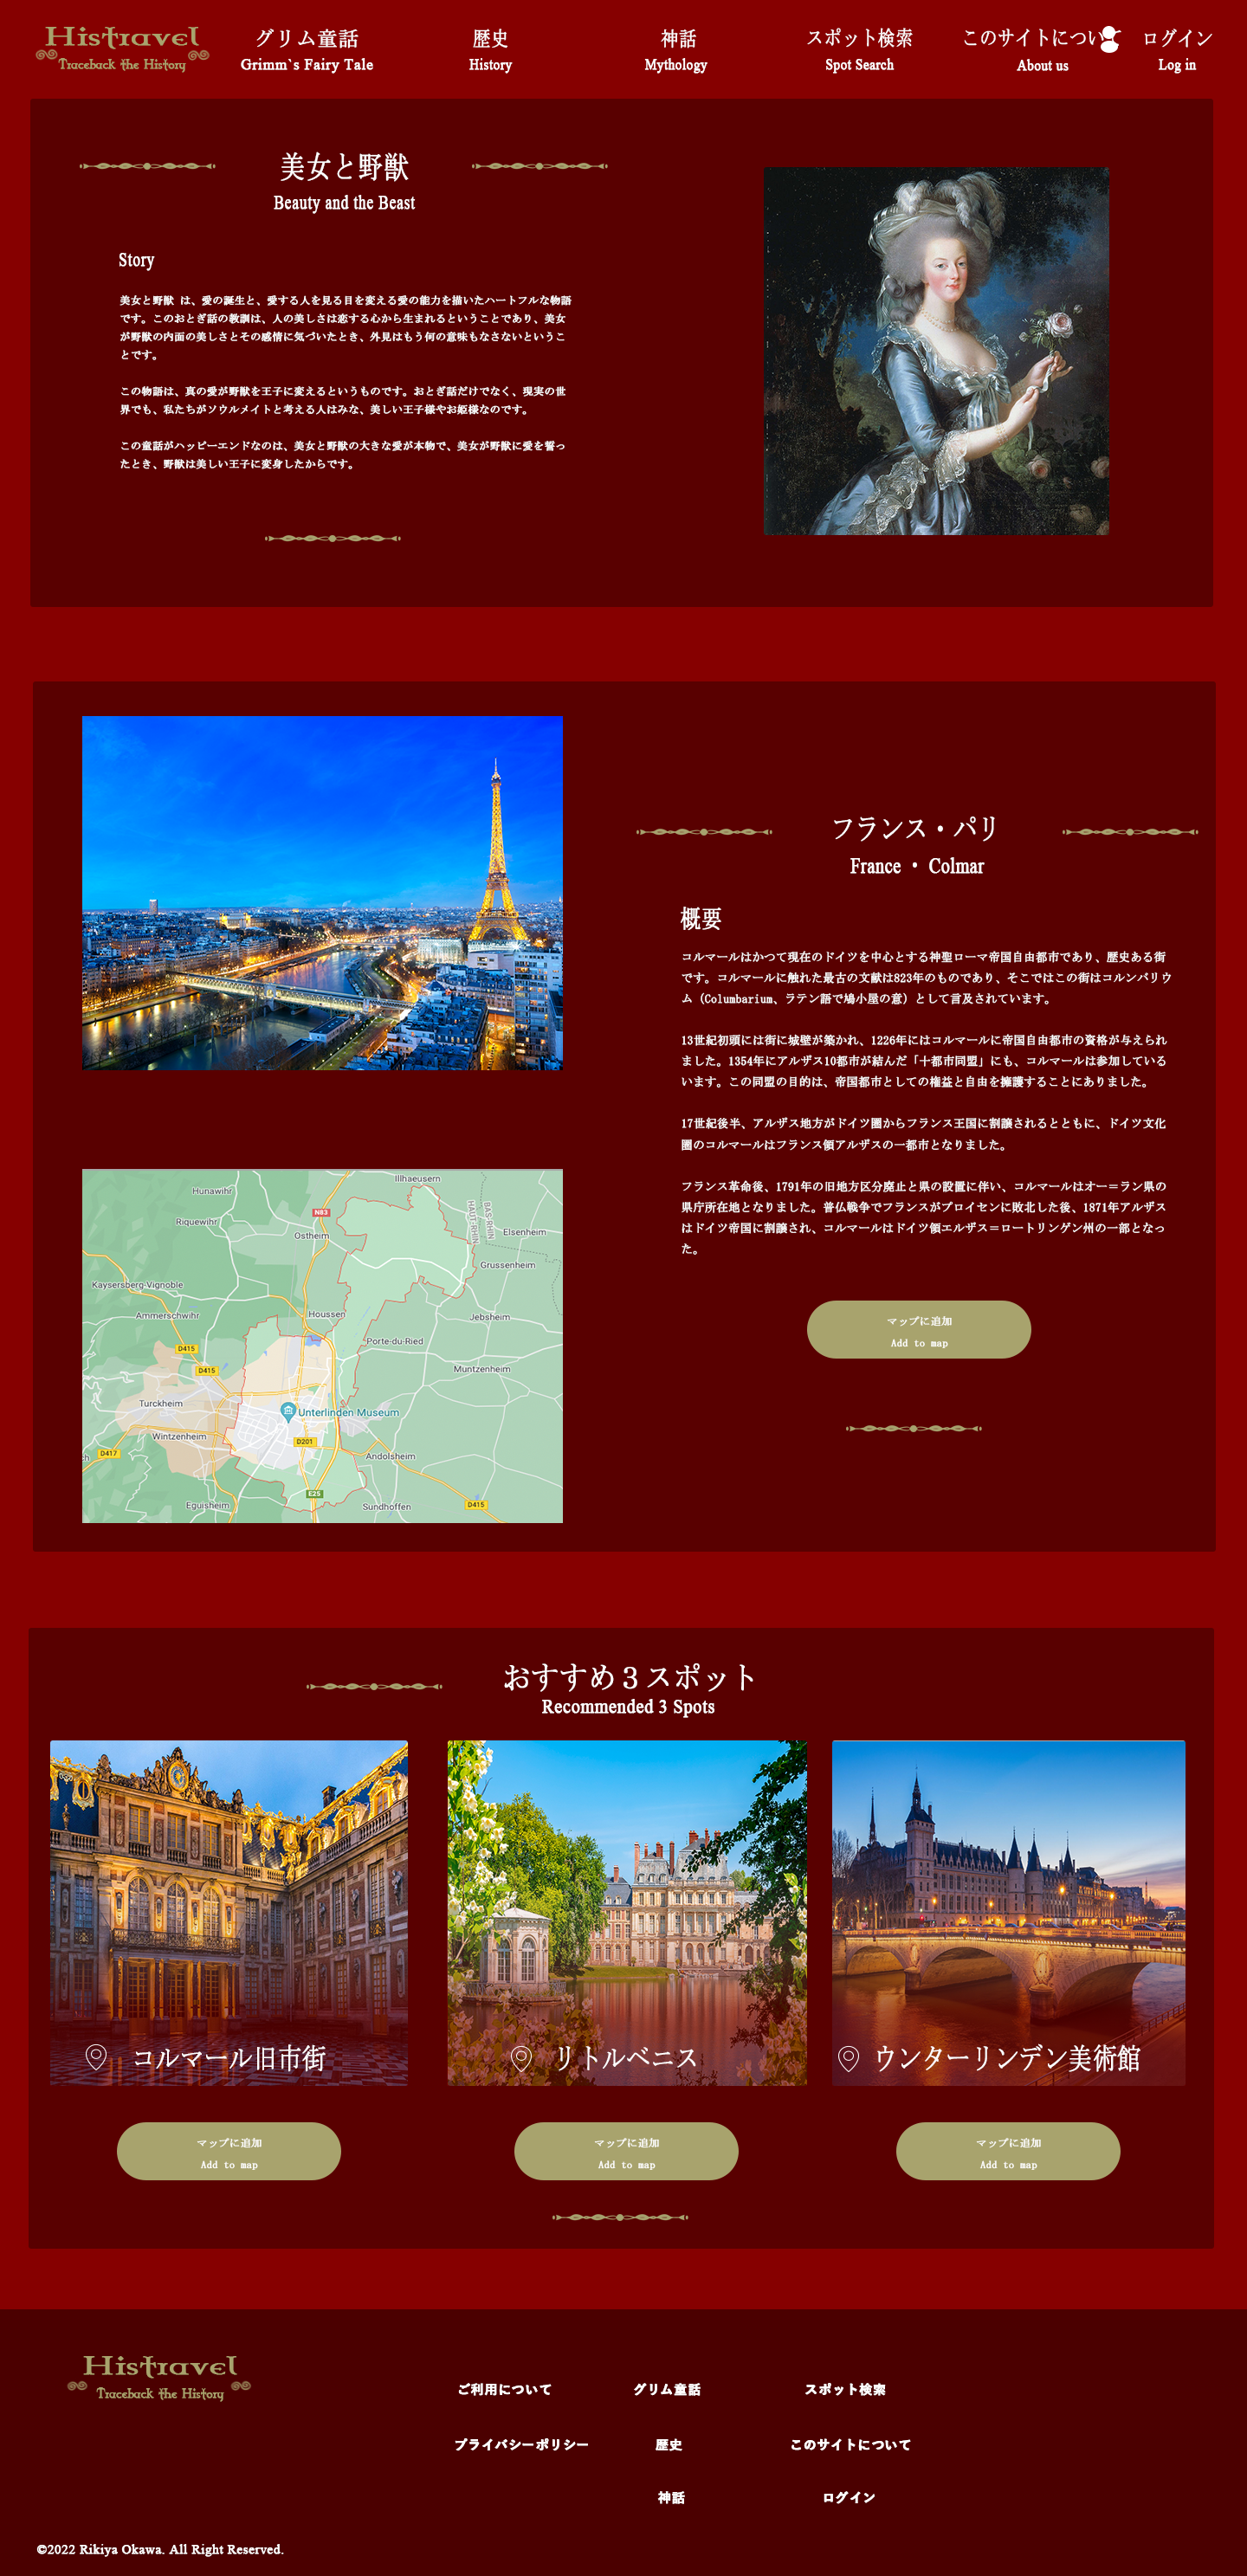 Histravel
Traceback the History
グリム童話
Grimm`s Fairy Tale
歴史
History
神話
Mythology
スポット検索
Spot Search
このサイトについて
About us
ログイン
Log in
美女と野獣
Beauty and the Beast
Story
美女と野獣 は、愛の誕生と、愛する人を見る目を変える愛の能力を描いたハートフルな物語
です。このおとぎ話の教訓は、人の美しさは恋する心から生まれるということであり、美女
が野獣の内面の美しさとその感情に気づいたとき、外見はもう何の意味もなさないというこ
とです。
この物語は、真の愛が野獣を王子に変えるというものです。おとぎ話だけでなく、現実の世
界でも、私たちがソウルメイトと考える人はみな、美しい王子様やお姫様なのです。
この童話がハッピーエンドなのは、美女と野獣の大きな愛が本物で、美女が野獣に愛を誓っ
たとき、野獣は美しい王子に変身したからです。
フランス・パリ
France ・ Colmar
概要
コルマールはかつて現在のドイツを中心とする神聖ローマ帝国自由都市であり、歴史ある街
です。コルマールに触れた最古の文献は823年のものであり、そこではこの街はコルンバリウ
ム（Columbarium、ラテン語で鳩小屋の意）として言及されています。
13世紀初頭には街に城壁が築かれ、1226年にはコルマールに帝国自由都市の資格が与えられ
ました。1354年にアルザス10都市が結んだ「十都市同盟」にも、コルマールは参加している
います。この同盟の目的は、帝国都市としての権益と自由を擁護することにありました。
17世紀後半、アルザス地方がドイツ圏からフランス王国に割譲されるとともに、ドイツ文化
圏のコルマールはフランス領アルザスの一都市となりました。
フランス革命後、1791年の旧地方区分廃止と県の設置に伴い、コルマールはオー＝ラン県の
県庁所在地となりました。普仏戦争でフランスがプロイセンに敗北した後、1871年アルザス
はドイツ帝国に割譲され、コルマールはドイツ領エルザス＝ロートリンゲン州の一部となっ
た。
マップに追加
Add to map
Illhaeusern
Hunawihr
N83
Riquewihr
Ostheim
BAS-RHIN
HAUT-RHIN
Elsenheim
Grussenheim
Kaysersberg-Vignoble
Ammerschwihr
Houssen
Jebsheim
Porte-du-Ried
D415
D415
Muntzenheim
Turckheim
Unterlinden Museum
Wintzenheim
D201
D417
Andolsheim
E25
Eguisheim
Sundhoffen
D415
おすすめ３スポット
Recommended 3 Spots
コルマール旧市街
リトルベニス
ウンターリンデン美術館
マップに追加
Add to map
マップに追加
Add to map
マップに追加
Add to map
Histravel
Traceback the History
ご利用について
グリム童話
スポット検索
プライバシーポリシー
歴史
このサイトについて
神話
ログイン
©2022 Rikiya Okawa. All Right Reserved.